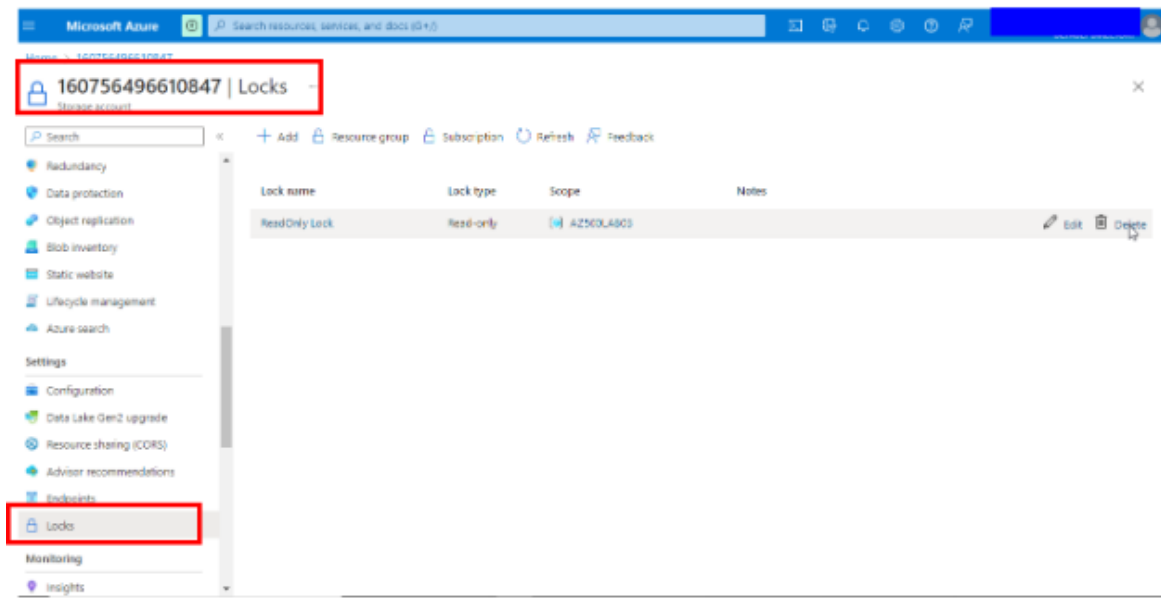 Microsoft Azure
Search resources, services, and docs (G+/)
Home > 160756496610847
160756496610847 | Locks ...
Storage account
Search
Add Resource group Subscription Refresh Feedback
Redundancy
Data protection
Object replication
Blob inventory
Static website
Lifecycle management
Azure search
Settings
Configuration
Data Lake Gen2 upgrade
Resource sharing (CORS)
Advisor recommendations
Endpoints
Locks
Monitoring
Insights
Lock name Lock type Scope Notes
ReadOnly Lock Read-only Edit Delete